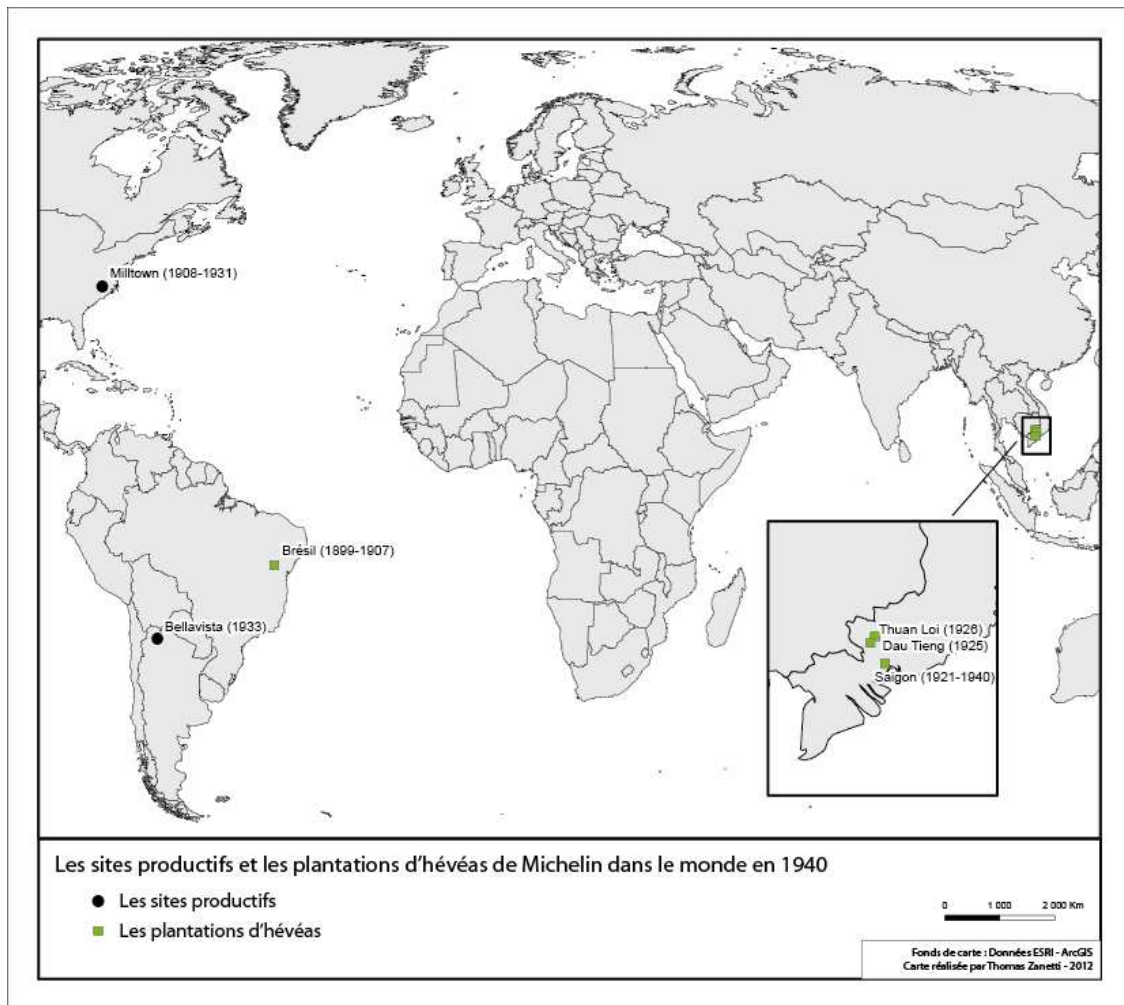 Milltown (1908-1931)
Brésil (1899-1907)
Bellavista (1933)
Thuan Loi (1926)
Dau Tieng (1925)
Saigon (1921-1940)
Les sites productifs et les plantations d'hévéas de Michelin dans le monde en 1940
Les sites productifs
Les plantations d'hévéas
0 1 000 2 000 Km
Fonds de carte : Données ESRI - ArcGIS
Carte réalisée par Thomas Zanetti - 2012